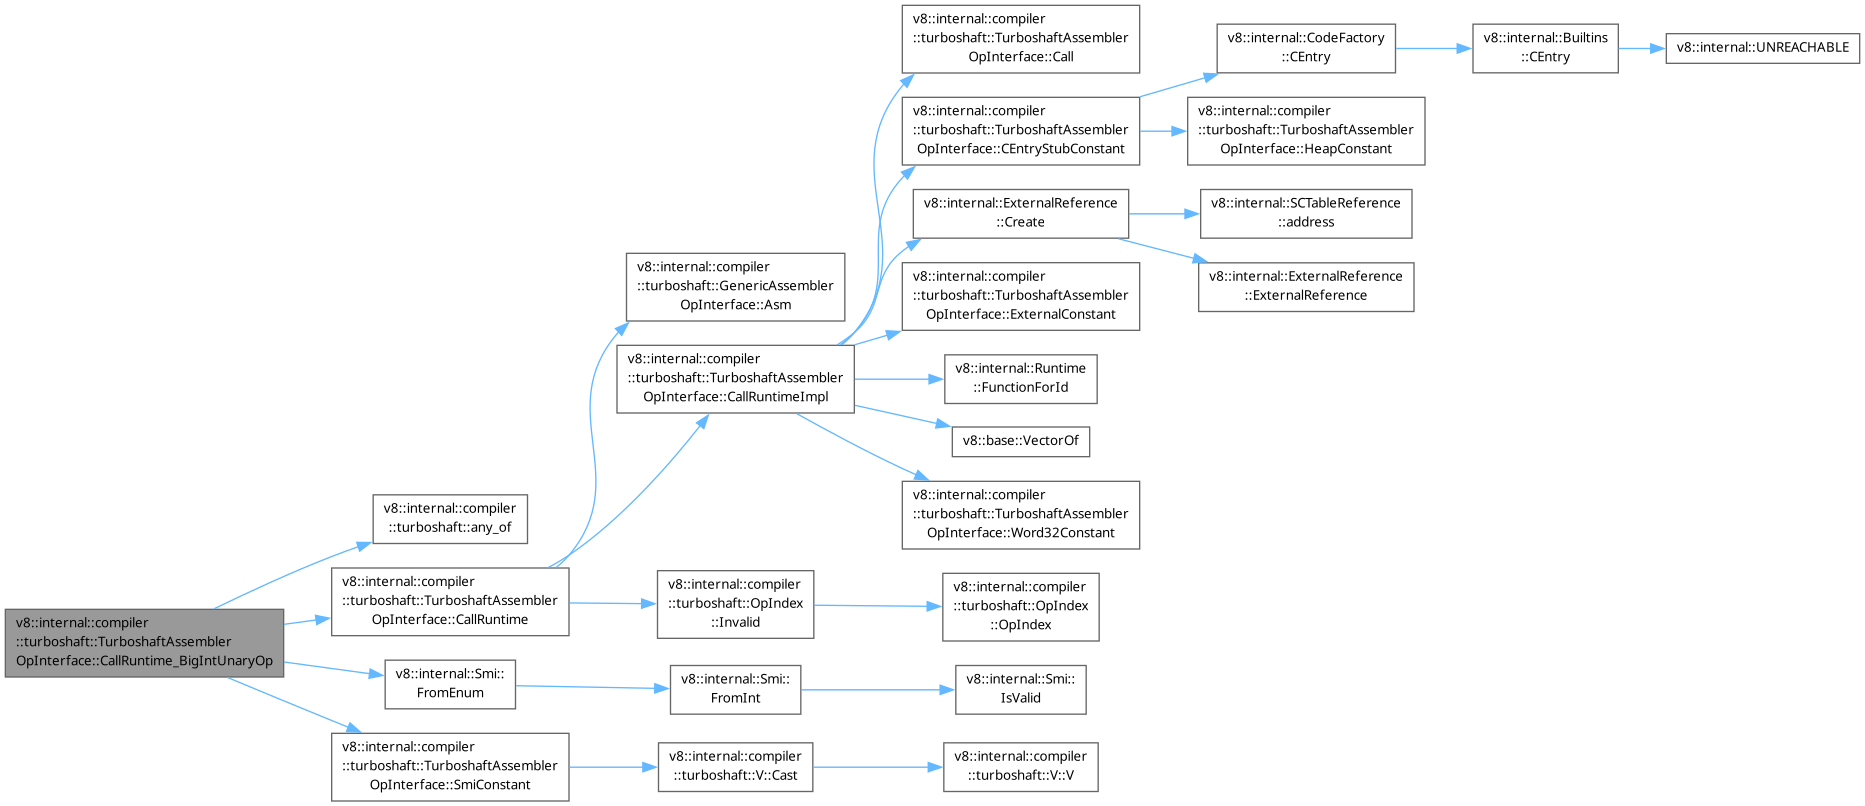 v8::internal::compiler
::turboshaft::TurboshaftAssembler
OpInterface::CallRuntime_BigIntUnaryOp
v8::internal::compiler
::turboshaft::any_of
v8::internal::compiler
::turboshaft::TurboshaftAssembler
OpInterface::CallRuntime
v8::internal::Smi::
FromEnum
v8::internal::compiler
::turboshaft::TurboshaftAssembler
OpInterface::SmiConstant
v8::internal::compiler
::turboshaft::GenericAssembler
OpInterface::Asm
v8::internal::compiler
::turboshaft::TurboshaftAssembler
OpInterface::CallRuntimeImpl
v8::internal::compiler
::turboshaft::OpIndex
::Invalid
v8::internal::Smi::
FromInt
v8::internal::compiler
::turboshaft::V::Cast
v8::internal::compiler
::turboshaft::TurboshaftAssembler
OpInterface::Call
v8::internal::compiler
::turboshaft::TurboshaftAssembler
OpInterface::CEntryStubConstant
v8::internal::ExternalReference
::Create
v8::internal::compiler
::turboshaft::TurboshaftAssembler
OpInterface::ExternalConstant
v8::internal::Runtime
::FunctionForId
v8::base::VectorOf
v8::internal::compiler
::turboshaft::TurboshaftAssembler
OpInterface::Word32Constant
v8::internal::compiler
::turboshaft::OpIndex
::OpIndex
v8::internal::Smi::
IsValid
v8::internal::compiler
::turboshaft::V::V
v8::internal::CodeFactory
::CEntry
v8::internal::compiler
::turboshaft::TurboshaftAssembler
OpInterface::HeapConstant
v8::internal::SCTableReference
::address
v8::internal::ExternalReference
::ExternalReference
v8::internal::Builtins
::CEntry
v8::internal::UNREACHABLE